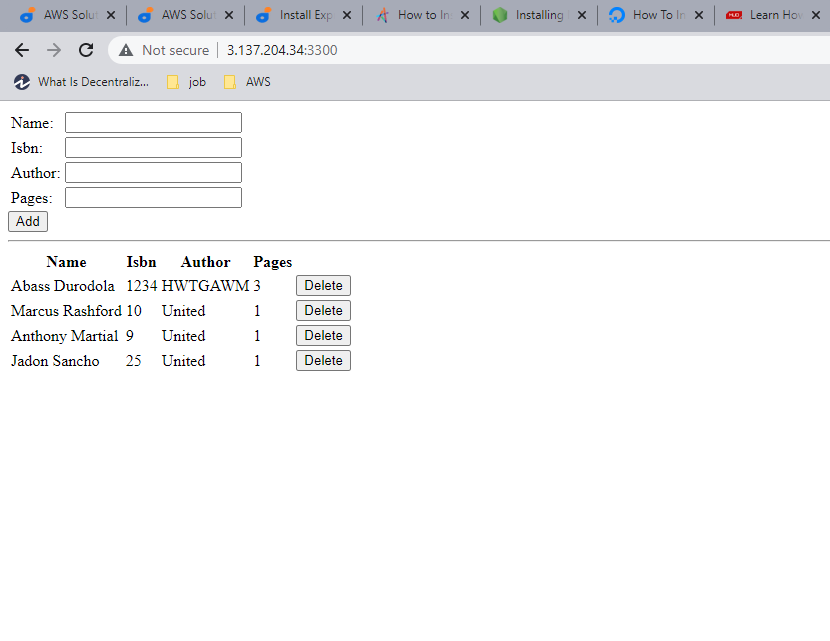 AWS Solut AWS Solut Install Exp How to In Installing How To In Learn How
Not secure 3.137.204.34:3300
What Is Decentraliz... job AWS
Name:
Isbn:
Author:
Pages:
Add
Name Isbn Author Pages
Abass Durodola 1234 HWTGAWM 3 Delete
Marcus Rashford 10 United 1 Delete
Anthony Martial 9 United 1 Delete
Jadon Sancho 25 United 1 Delete